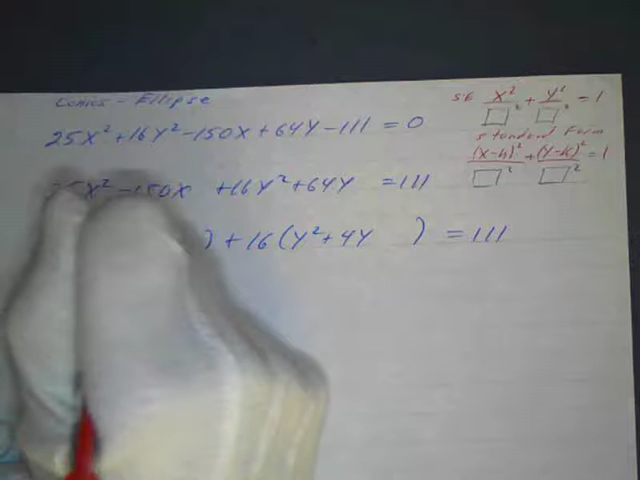 Conics - Ellipse
25X² + 16Y² - 150X + 64Y - 111 = 0
X² - 150X + 16Y² + 64Y = 111
) + 16(Y² + 4Y ) = 111
S.E. X²/□² + Y²/□² = 1
standard Form
(X-h)²/□² + (Y-K)²/□² = 1